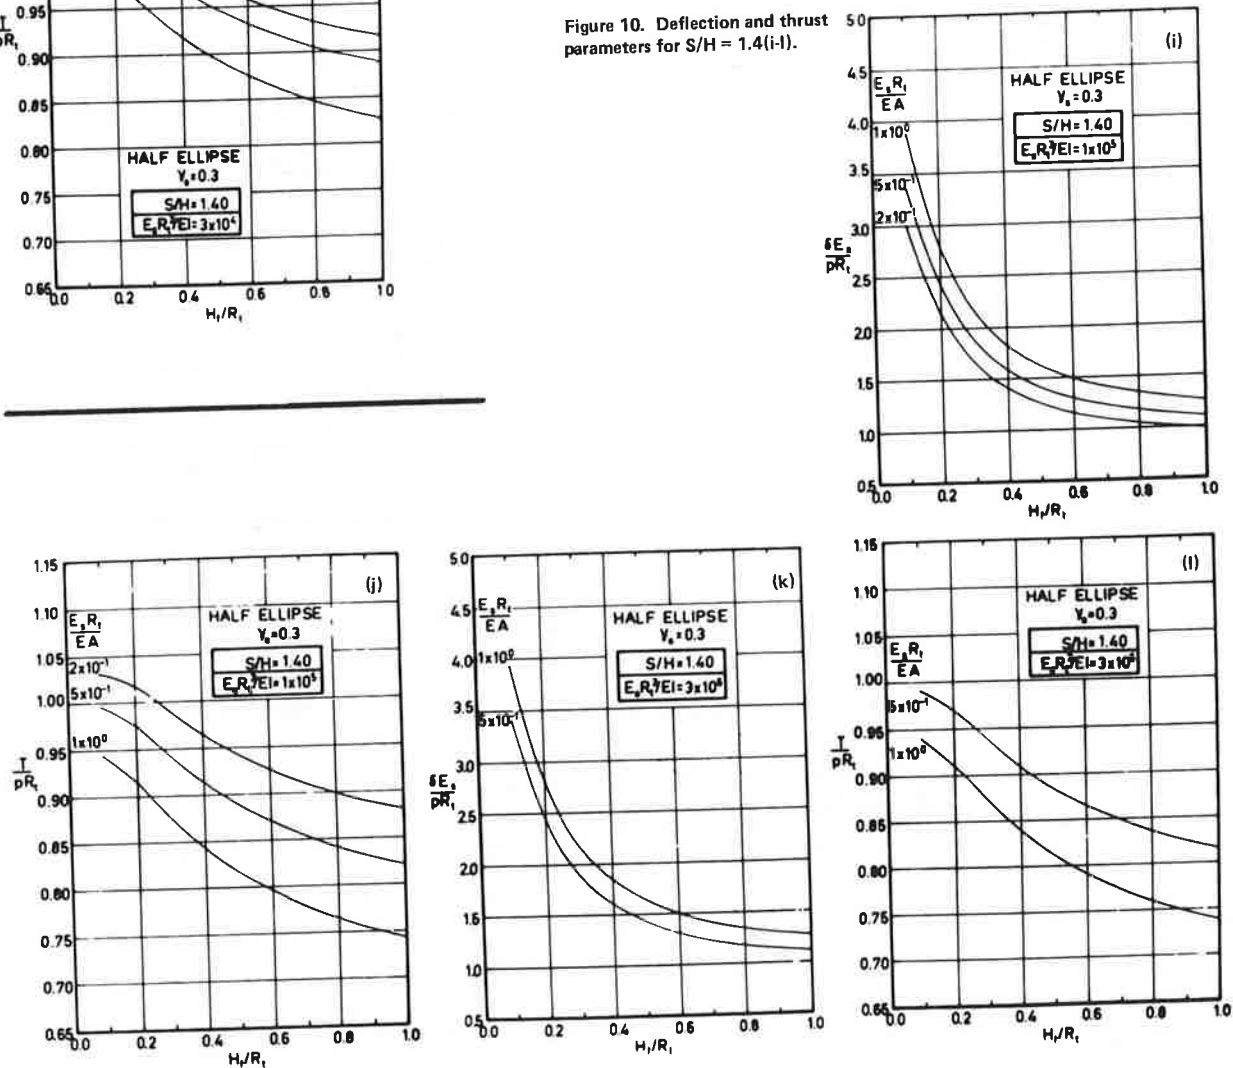 Figure 10. Deflection and thrust
parameters for S/H = 1.4(i-l).
0.95
0.90
0.85
0.80
0.75
0.70
0.65
T
pRₜ
HALF ELLIPSE
γₛ=0.3
S/H=1.40
EₛRₜ³/EI=3x10⁴
0.0 0.2 0.4 0.6 0.8 1.0
Hₜ/Rₜ
(i)
5.0
4.5
4.0
3.5
3.0
2.5
2.0
1.5
1.0
0.5
EₛRₜ
EA
1x10⁰
5x10⁻¹
2x10⁻¹
δEₛ
pRₜ
HALF ELLIPSE
γₛ=0.3
S/H=1.40
EₛRₜ³/EI=1x10⁵
0.0 0.2 0.4 0.6 0.8 1.0
Hₜ/Rₜ
(j)
1.15
1.10
1.05
1.00
0.95
0.90
0.85
0.80
0.75
0.70
0.65
EₛRₜ
EA
2x10⁻¹
5x10⁻¹
1x10⁰
T
pRₜ
HALF ELLIPSE
γₛ=0.3
S/H=1.40
EₛRₜ³/EI=1x10⁵
0.0 0.2 0.4 0.6 0.8 1.0
Hₜ/Rₜ
(k)
5.0
4.5
4.0
3.5
3.0
2.5
2.0
1.5
1.0
0.5
EₛRₜ
EA
1x10⁰
5x10⁻¹
δEₛ
pRₜ
HALF ELLIPSE
γₛ=0.3
S/H=1.40
0.0 0.2 0.4 0.6 0.8 1.0
Hₜ/Rₜ
(l)
1.15
1.10
1.05
1.00
0.95
0.90
0.85
0.80
0.75
0.70
0.65
EₛRₜ
EA
5x10⁻¹
1x10⁰
T
pRₜ
HALF ELLIPSE
γₛ=0.3
S/H=1.40
0.0 0.2 0.4 0.6 0.8 1.0
Hₜ/Rₜ